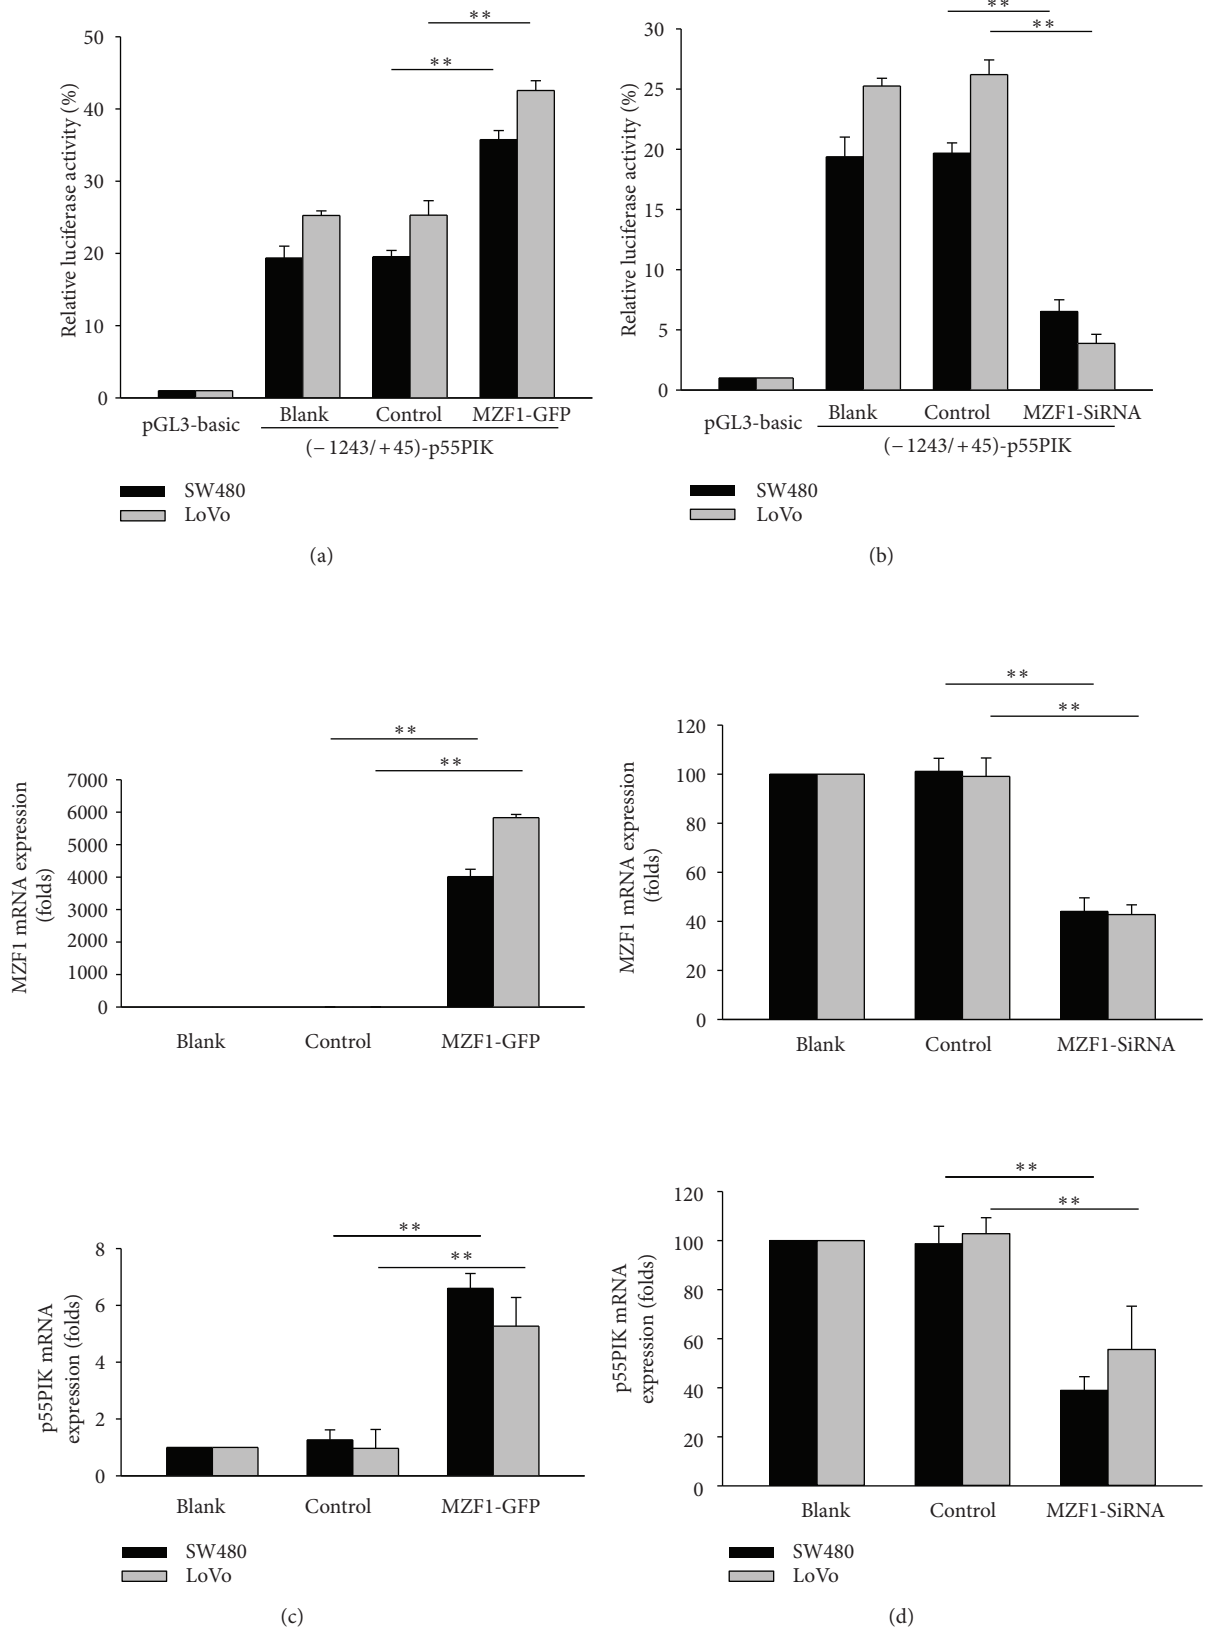 **
**
50
40
30
20
10
0
Relative luciferase activity (%)
pGL3-basic
Blank
Control
MZF1-GFP
(−1243/+45)-p55PIK
SW480
LoVo
(a)
**
**
30
25
20
15
10
5
0
Relative luciferase activity (%)
pGL3-basic
Blank
Control
MZF1-SiRNA
(−1243/+45)-p55PIK
SW480
LoVo
(b)
**
**
7000
6000
5000
4000
3000
2000
1000
0
MZF1 mRNA expression
(folds)
Blank
Control
MZF1-GFP
**
**
8
6
4
2
0
p55PIK mRNA
expression (folds)
Blank
Control
MZF1-GFP
SW480
LoVo
(c)
**
**
120
100
80
60
40
20
0
MZF1 mRNA expression
(folds)
Blank
Control
MZF1-SiRNA
**
**
120
100
80
60
40
20
0
p55PIK mRNA
expression (folds)
Blank
Control
MZF1-SiRNA
SW480
LoVo
(d)